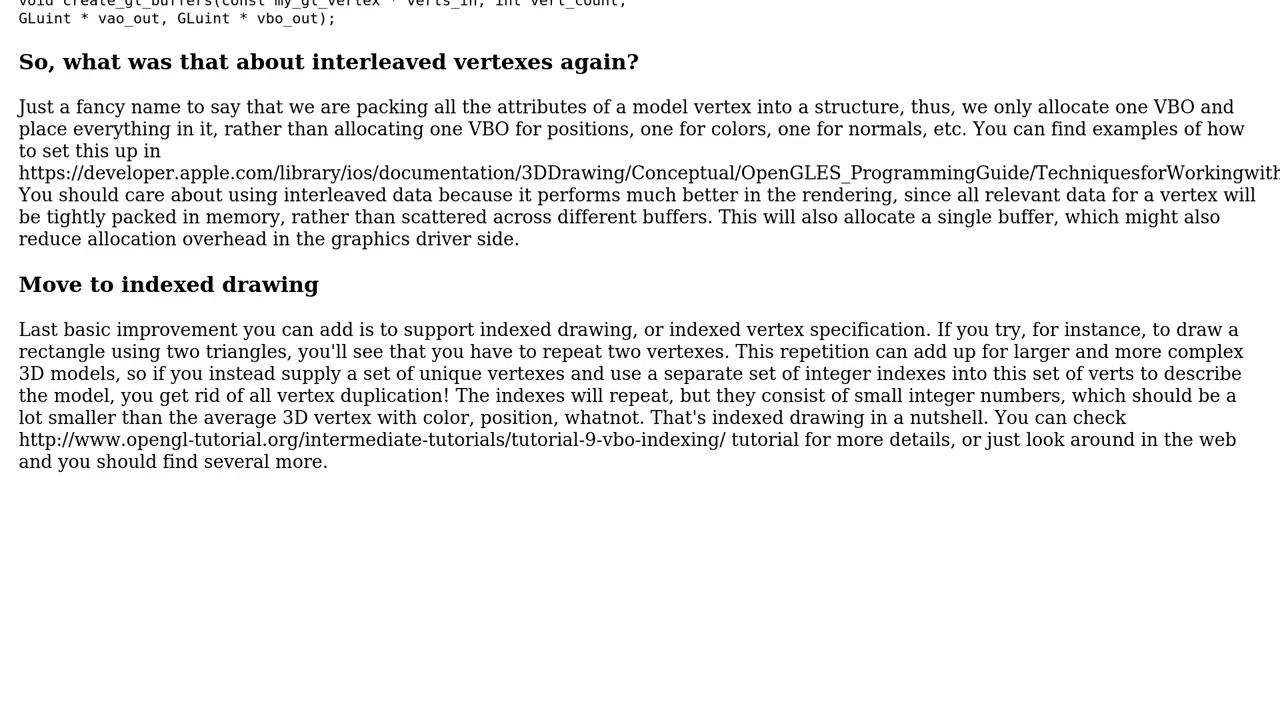 void create_gl_buffers(const my_gl_vertex * verts_in, int vert_count,
GLuint * vao_out, GLuint * vbo_out);
So, what was that about interleaved vertexes again?
Just a fancy name to say that we are packing all the attributes of a model vertex into a structure, thus, we only allocate one VBO and
place everything in it, rather than allocating one VBO for positions, one for colors, one for normals, etc. You can find examples of how
to set this up in
https://developer.apple.com/library/ios/documentation/3DDrawing/Conceptual/OpenGLES_ProgrammingGuide/TechniquesforWorkingwith
You should care about using interleaved data because it performs much better in the rendering, since all relevant data for a vertex will
be tightly packed in memory, rather than scattered across different buffers. This will also allocate a single buffer, which might also
reduce allocation overhead in the graphics driver side.
Move to indexed drawing
Last basic improvement you can add is to support indexed drawing, or indexed vertex specification. If you try, for instance, to draw a
rectangle using two triangles, you'll see that you have to repeat two vertexes. This repetition can add up for larger and more complex
3D models, so if you instead supply a set of unique vertexes and use a separate set of integer indexes into this set of verts to describe
the model, you get rid of all vertex duplication! The indexes will repeat, but they consist of small integer numbers, which should be a
lot smaller than the average 3D vertex with color, position, whatnot. That's indexed drawing in a nutshell. You can check
http://www.opengl-tutorial.org/intermediate-tutorials/tutorial-9-vbo-indexing/ tutorial for more details, or just look around in the web
and you should find several more.